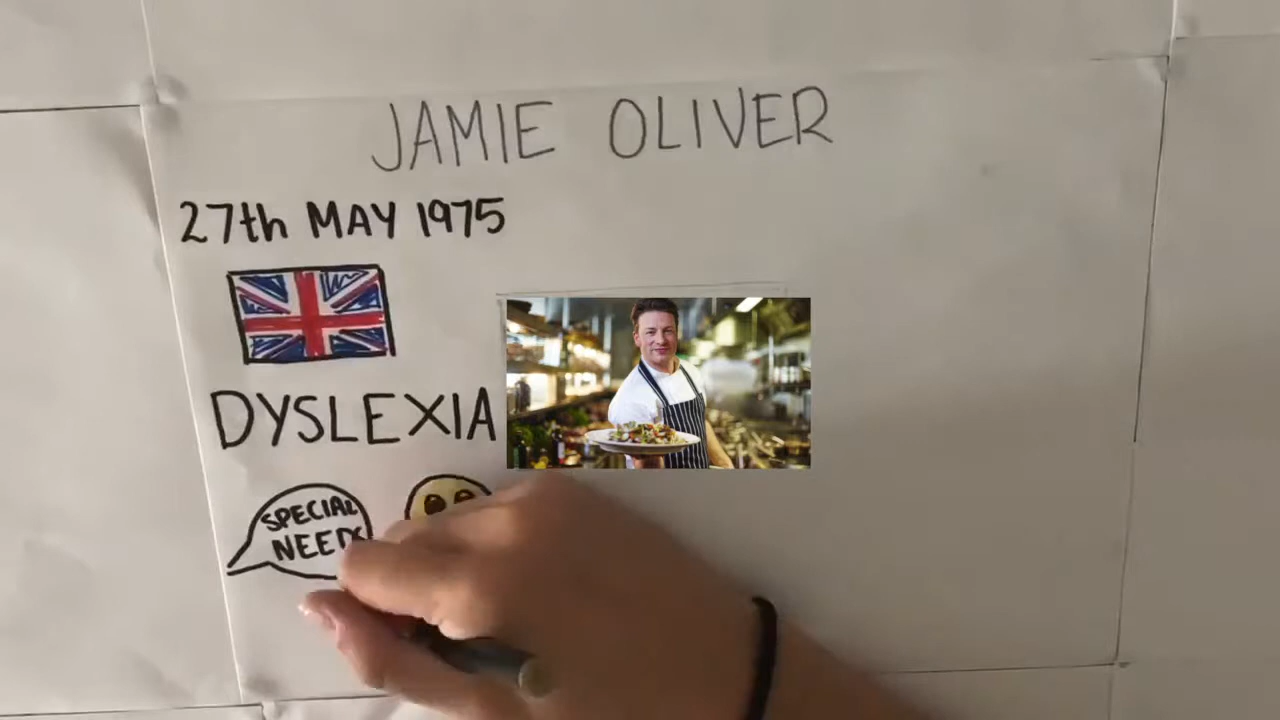 JAMIE OLIVER
27th MAY 1975
DYSLEXIA
SPECIAL
NEEDS